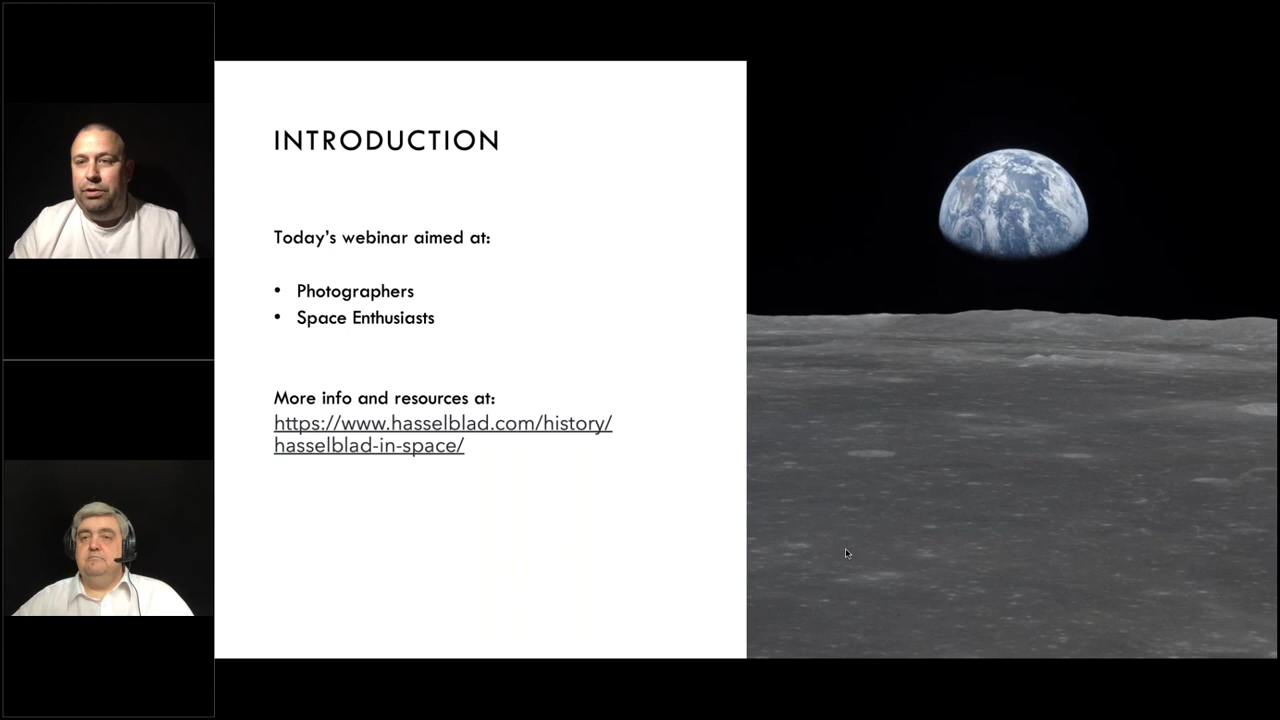 INTRODUCTION
Today’s webinar aimed at:
• Photographers
• Space Enthusiasts
More info and resources at:
https://www.hasselblad.com/history/
hasselblad-in-space/